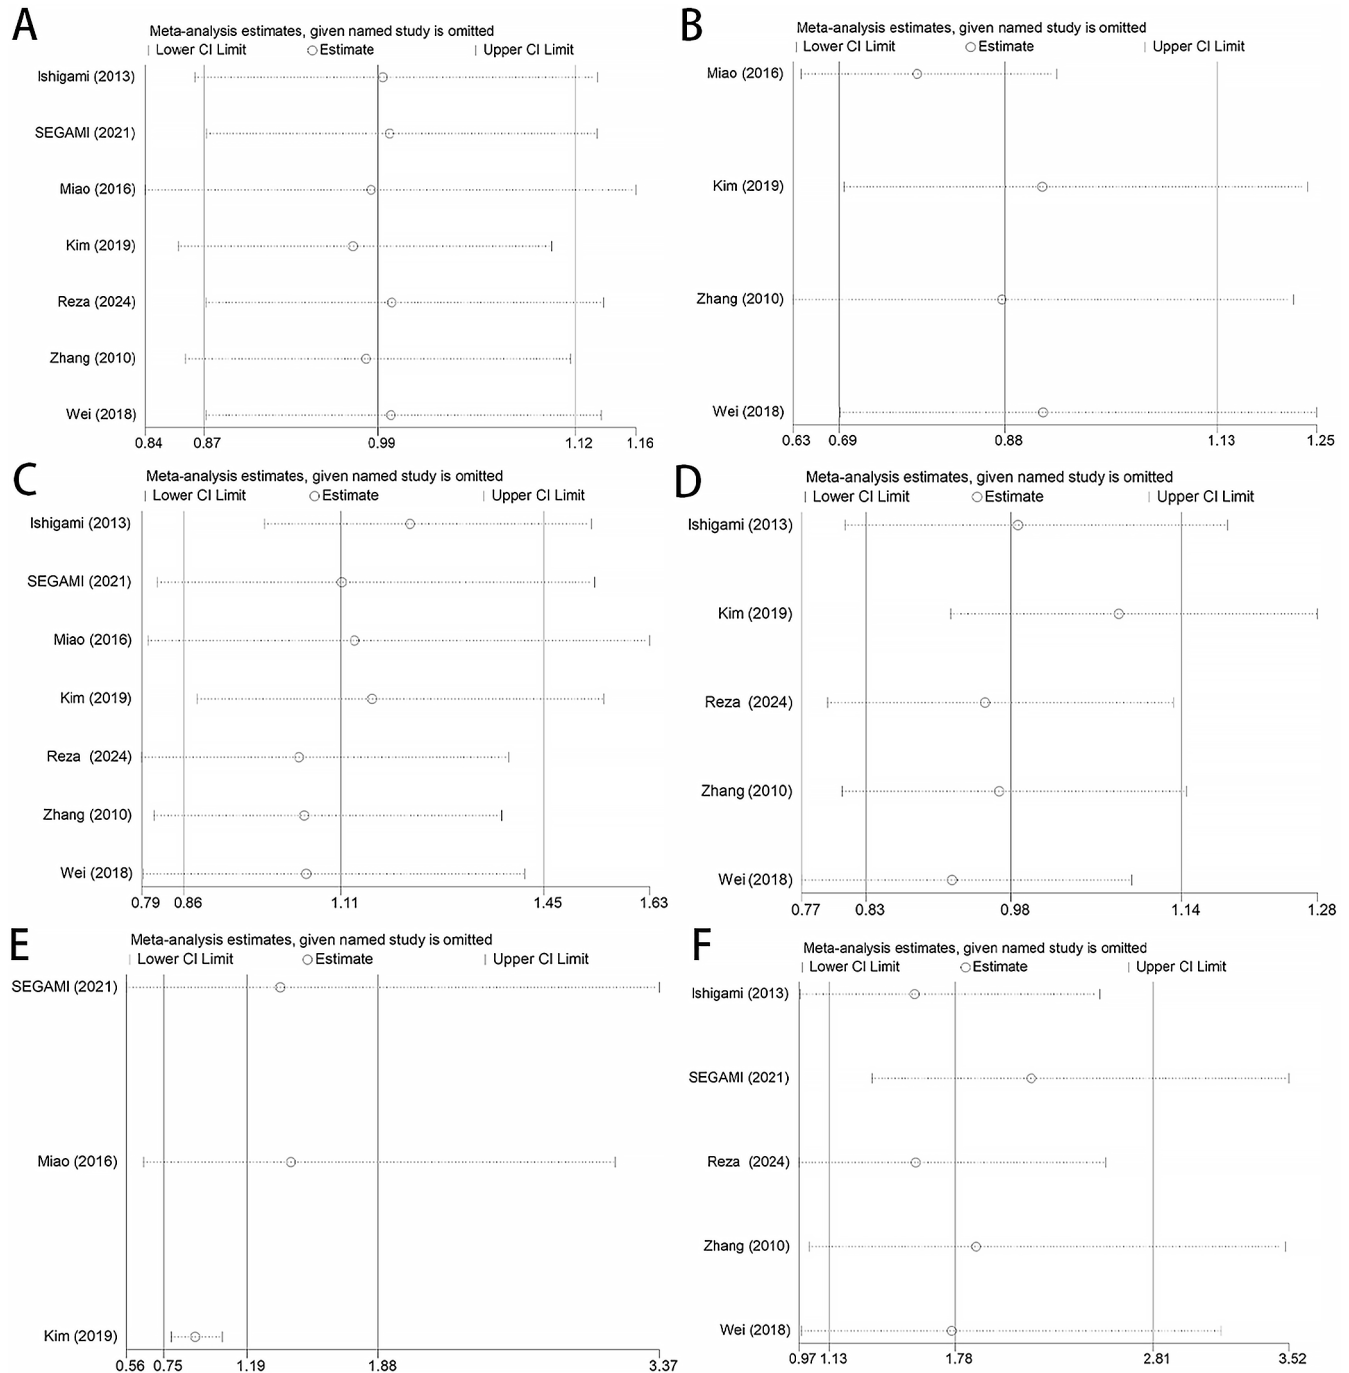 A
Meta-analysis estimates, given named study is omitted
Lower CI Limit Estimate Upper CI Limit
Ishigami (2013)
SEGAMI (2021)
Miao (2016)
Kim (2019)
Reza (2024)
Zhang (2010)
Wei (2018)
0.84 0.87 0.99 1.12 1.16
B
Meta-analysis estimates, given named study is omitted
Lower CI Limit Estimate Upper CI Limit
Miao (2016)
Kim (2019)
Zhang (2010)
Wei (2018)
0.63 0.69 0.88 1.13 1.25
C
Meta-analysis estimates, given named study is omitted
Lower CI Limit Estimate Upper CI Limit
Ishigami (2013)
SEGAMI (2021)
Miao (2016)
Kim (2019)
Reza (2024)
Zhang (2010)
Wei (2018)
0.79 0.86 1.11 1.45 1.63
D
Meta-analysis estimates, given named study is omitted
Lower CI Limit Estimate Upper CI Limit
Ishigami (2013)
Kim (2019)
Reza (2024)
Zhang (2010)
Wei (2018)
0.77 0.83 0.98 1.14 1.28
E
Meta-analysis estimates, given named study is omitted
Lower CI Limit Estimate Upper CI Limit
SEGAMI (2021)
Miao (2016)
Kim (2019)
0.56 0.75 1.19 1.88 3.37
F
Meta-analysis estimates, given named study is omitted
Lower CI Limit Estimate Upper CI Limit
Ishigami (2013)
SEGAMI (2021)
Reza (2024)
Zhang (2010)
Wei (2018)
0.97 1.13 1.78 2.81 3.52